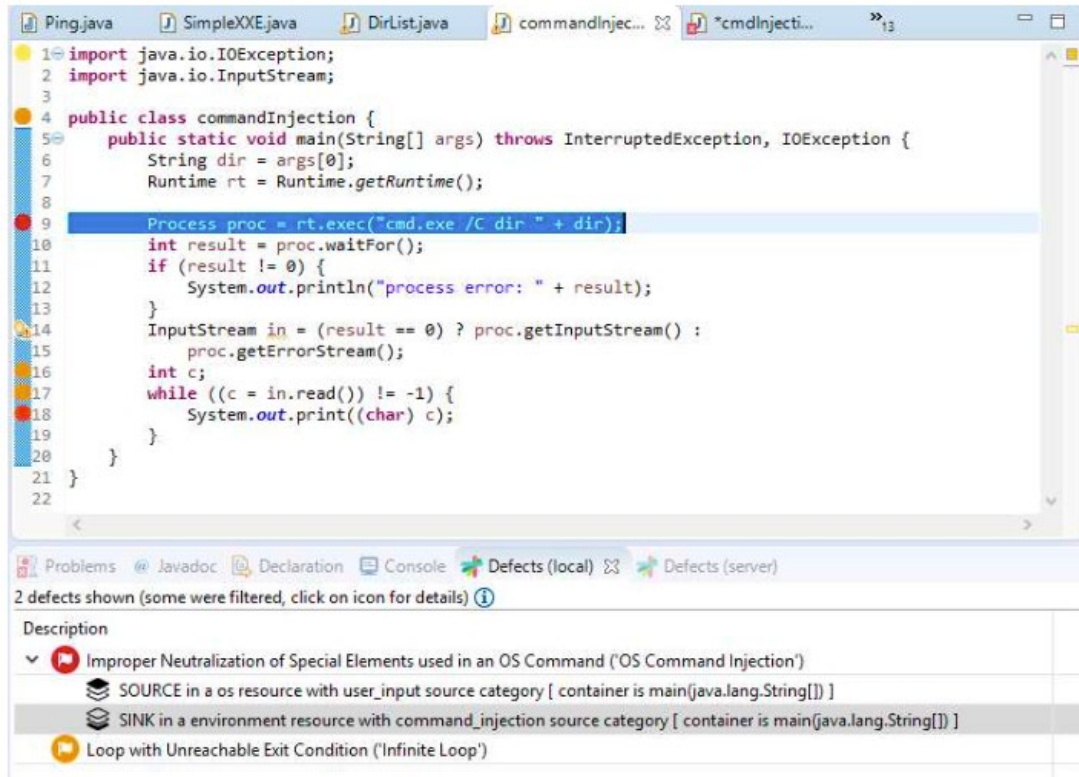 Ping.java SimpleXXE.java DirList.java commandInjec... *cmdInjecti... »13
1 import java.io.IOException;
2 import java.io.InputStream;
3
4 public class commandInjection {
5 public static void main(String[] args) throws InterruptedException, IOException {
6 String dir = args[0];
7 Runtime rt = Runtime.getRuntime();
8
9 Process proc = rt.exec("cmd.exe /C dir " + dir);
10 int result = proc.waitFor();
11 if (result != 0) {
12 System.out.println("process error: " + result);
13 }
14 InputStream in = (result == 0) ? proc.getInputStream() :
15 proc.getErrorStream();
16 int c;
17 while ((c = in.read()) != -1) {
18 System.out.print((char) c);
19 }
20 }
21 }
22
Problems @ Javadoc Declaration Console Defects (local) Defects (server)
2 defects shown (some were filtered, click on icon for details)
Description
Improper Neutralization of Special Elements used in an OS Command ('OS Command Injection')
SOURCE in a os resource with user_input source category [ container is main(java.lang.String[]) ]
SINK in a environment resource with command_injection source category [ container is main(java.lang.String[]) ]
Loop with Unreachable Exit Condition ('Infinite Loop')